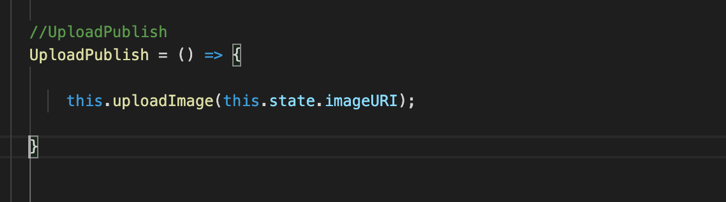 //UploadPublish
UploadPublish = () => {
this.uploadImage(this.state.imageURI);
}